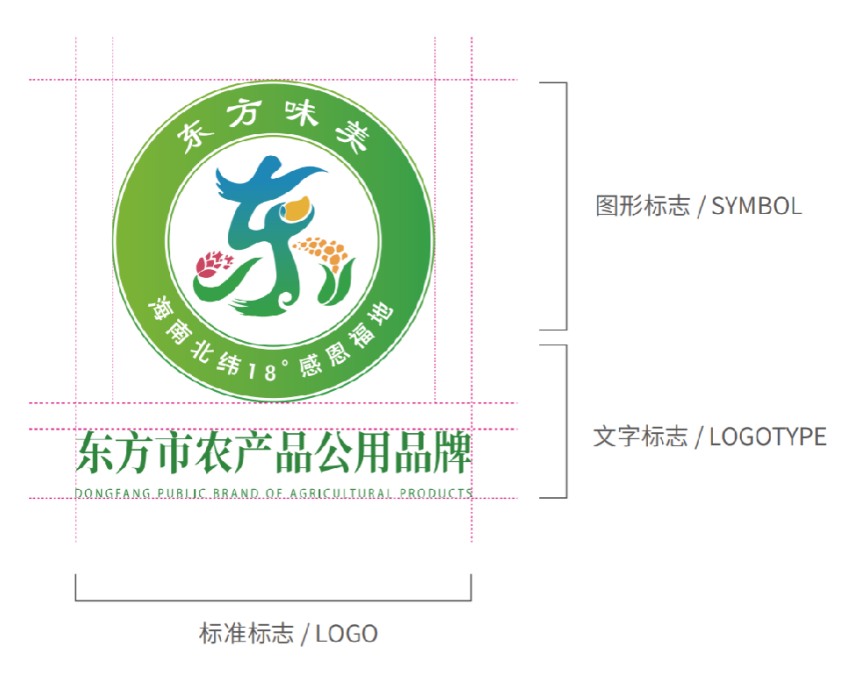 东方味美
海南北纬18°感恩福地
东方市农产品公用品牌
DONGFANG PUBLIC BRAND OF AGRICULTURAL PRODUCTS
图形标志 / SYMBOL
文字标志 / LOGOTYPE
标准标志 / LOGO